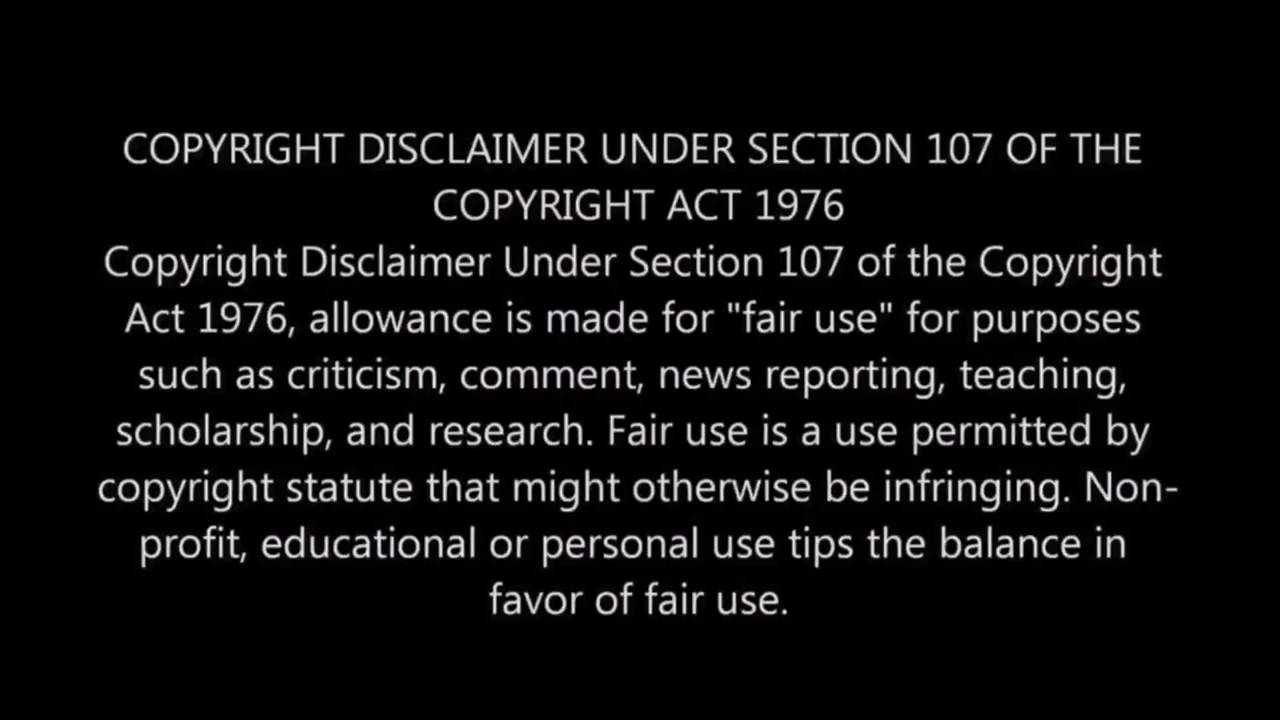 COPYRIGHT DISCLAIMER UNDER SECTION 107 OF THE
COPYRIGHT ACT 1976
Copyright Disclaimer Under Section 107 of the Copyright
Act 1976, allowance is made for "fair use" for purposes
such as criticism, comment, news reporting, teaching,
scholarship, and research. Fair use is a use permitted by
copyright statute that might otherwise be infringing. Non-
profit, educational or personal use tips the balance in
favor of fair use.